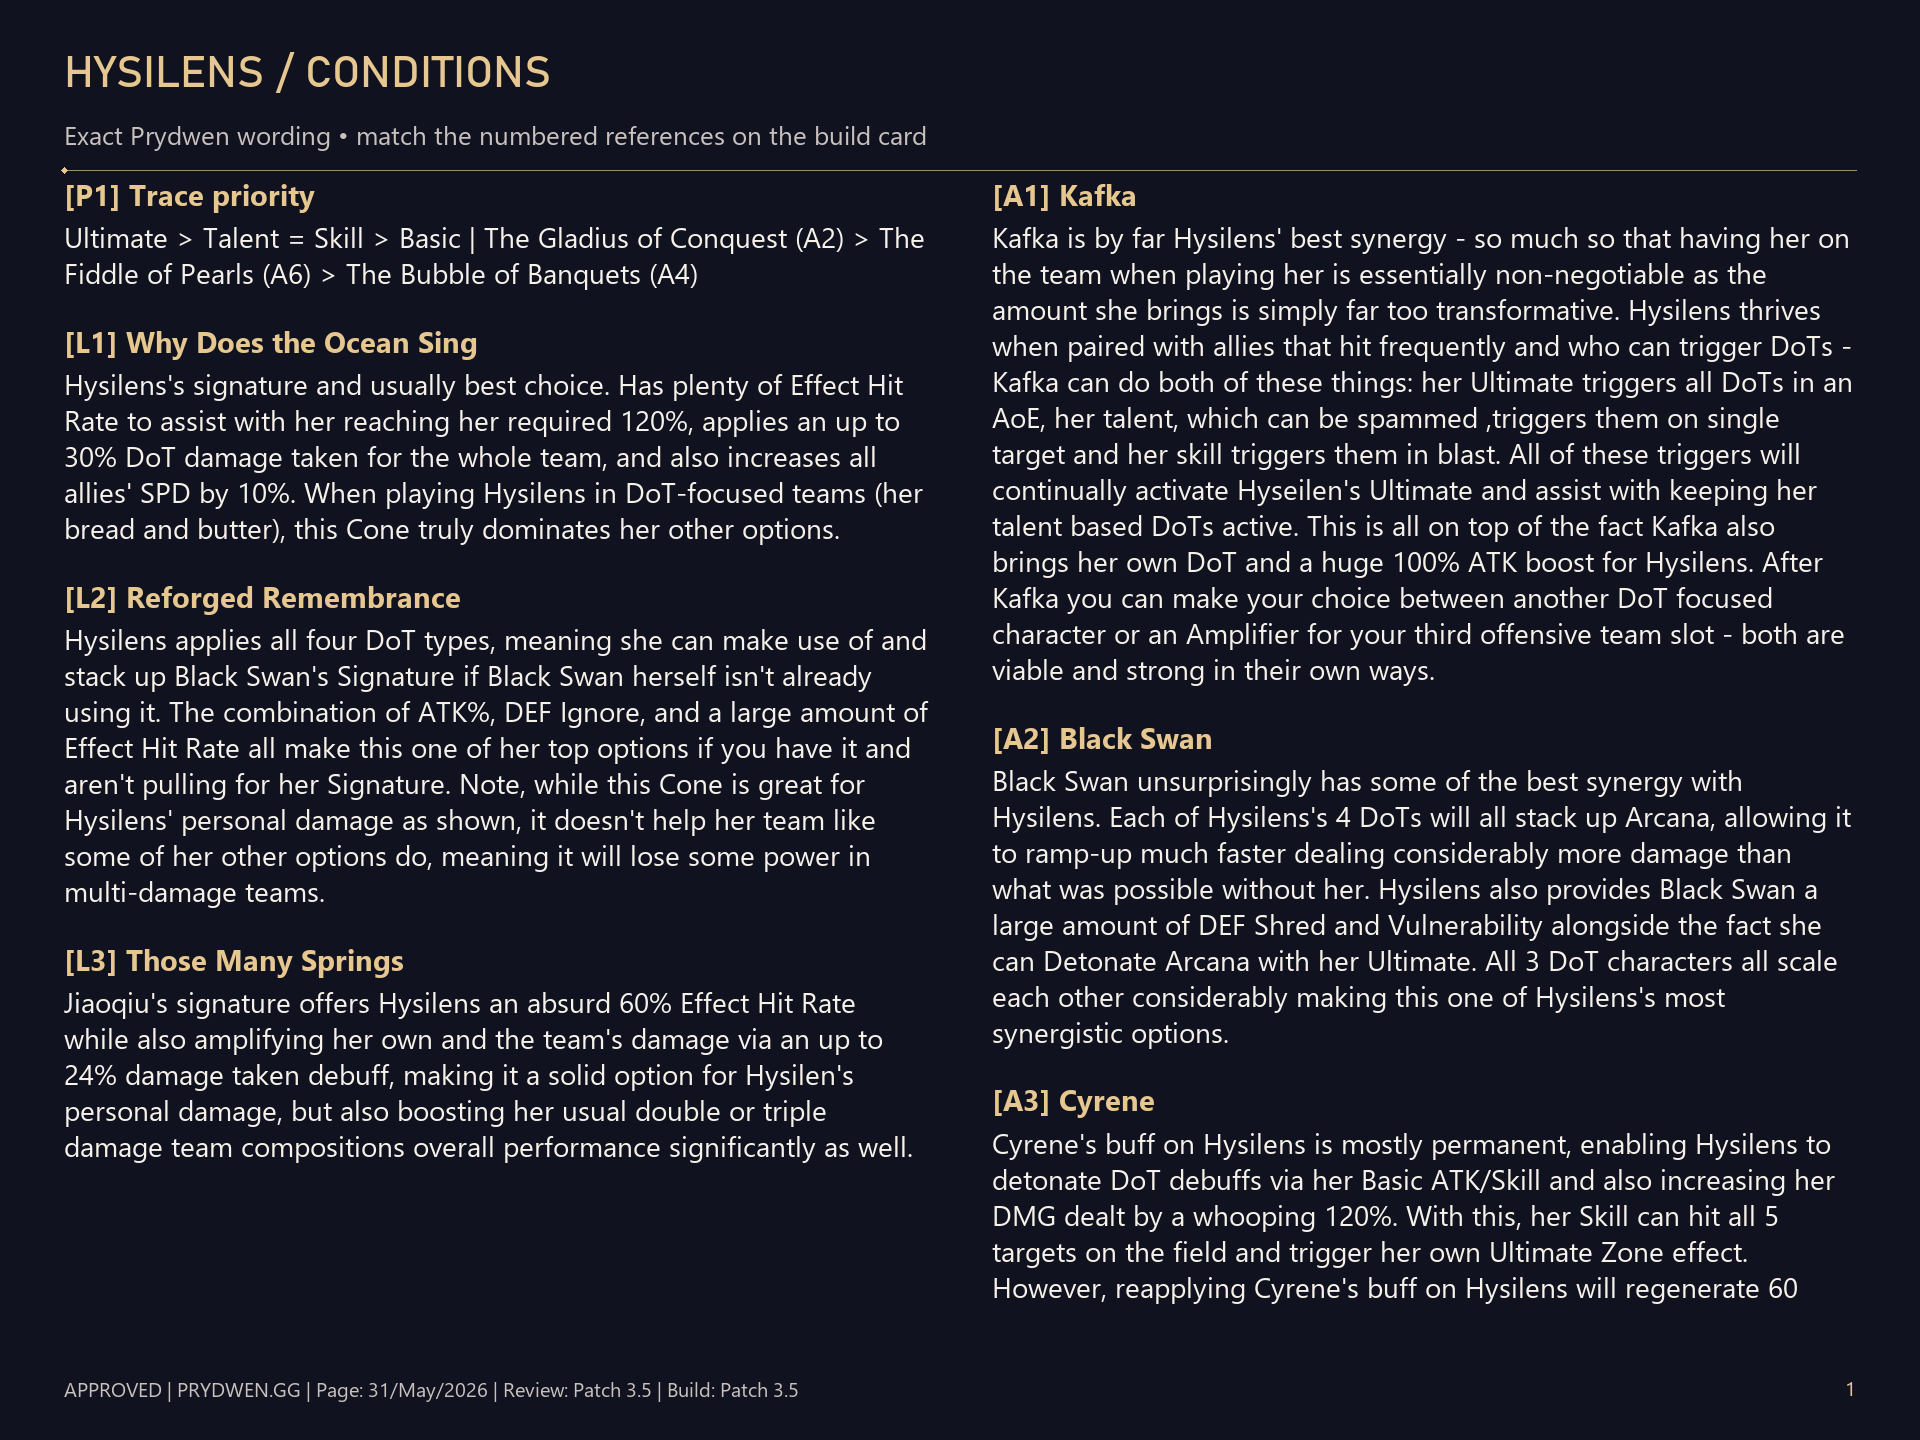 HYSILENS / CONDITIONS
Exact Prydwen wording • match the numbered references on the build card
[P1] Trace priority
Ultimate > Talent = Skill > Basic | The Gladius of Conquest (A2) > The
Fiddle of Pearls (A6) > The Bubble of Banquets (A4)
[L1] Why Does the Ocean Sing
Hysilens's signature and usually best choice. Has plenty of Effect Hit
Rate to assist with her reaching her required 120%, applies an up to
30% DoT damage taken for the whole team, and also increases all
allies' SPD by 10%. When playing Hysilens in DoT-focused teams (her
bread and butter), this Cone truly dominates her other options.
[L2] Reforged Remembrance
Hysilens applies all four DoT types, meaning she can make use of and
stack up Black Swan's Signature if Black Swan herself isn't already
using it. The combination of ATK%, DEF Ignore, and a large amount of
Effect Hit Rate all make this one of her top options if you have it and
aren't pulling for her Signature. Note, while this Cone is great for
Hysilens' personal damage as shown, it doesn't help her team like
some of her other options do, meaning it will lose some power in
multi-damage teams.
[L3] Those Many Springs
Jiaoqiu's signature offers Hysilens an absurd 60% Effect Hit Rate
while also amplifying her own and the team's damage via an up to
24% damage taken debuff, making it a solid option for Hysilen's
personal damage, but also boosting her usual double or triple
damage team compositions overall performance significantly as well.
[A1] Kafka
Kafka is by far Hysilens' best synergy - so much so that having her on
the team when playing her is essentially non-negotiable as the
amount she brings is simply far too transformative. Hysilens thrives
when paired with allies that hit frequently and who can trigger DoTs -
Kafka can do both of these things: her Ultimate triggers all DoTs in an
AoE, her talent, which can be spammed ,triggers them on single
target and her skill triggers them in blast. All of these triggers will
continually activate Hyseilen's Ultimate and assist with keeping her
talent based DoTs active. This is all on top of the fact Kafka also
brings her own DoT and a huge 100% ATK boost for Hysilens. After
Kafka you can make your choice between another DoT focused
character or an Amplifier for your third offensive team slot - both are
viable and strong in their own ways.
[A2] Black Swan
Black Swan unsurprisingly has some of the best synergy with
Hysilens. Each of Hysilens's 4 DoTs will all stack up Arcana, allowing it
to ramp-up much faster dealing considerably more damage than
what was possible without her. Hysilens also provides Black Swan a
large amount of DEF Shred and Vulnerability alongside the fact she
can Detonate Arcana with her Ultimate. All 3 DoT characters all scale
each other considerably making this one of Hysilens's most
synergistic options.
[A3] Cyrene
Cyrene's buff on Hysilens is mostly permanent, enabling Hysilens to
detonate DoT debuffs via her Basic ATK/Skill and also increasing her
DMG dealt by a whooping 120%. With this, her Skill can hit all 5
targets on the field and trigger her own Ultimate Zone effect.
However, reapplying Cyrene's buff on Hysilens will regenerate 60
APPROVED | PRYDWEN.GG | Page: 31/May/2026 | Review: Patch 3.5 | Build: Patch 3.5
1